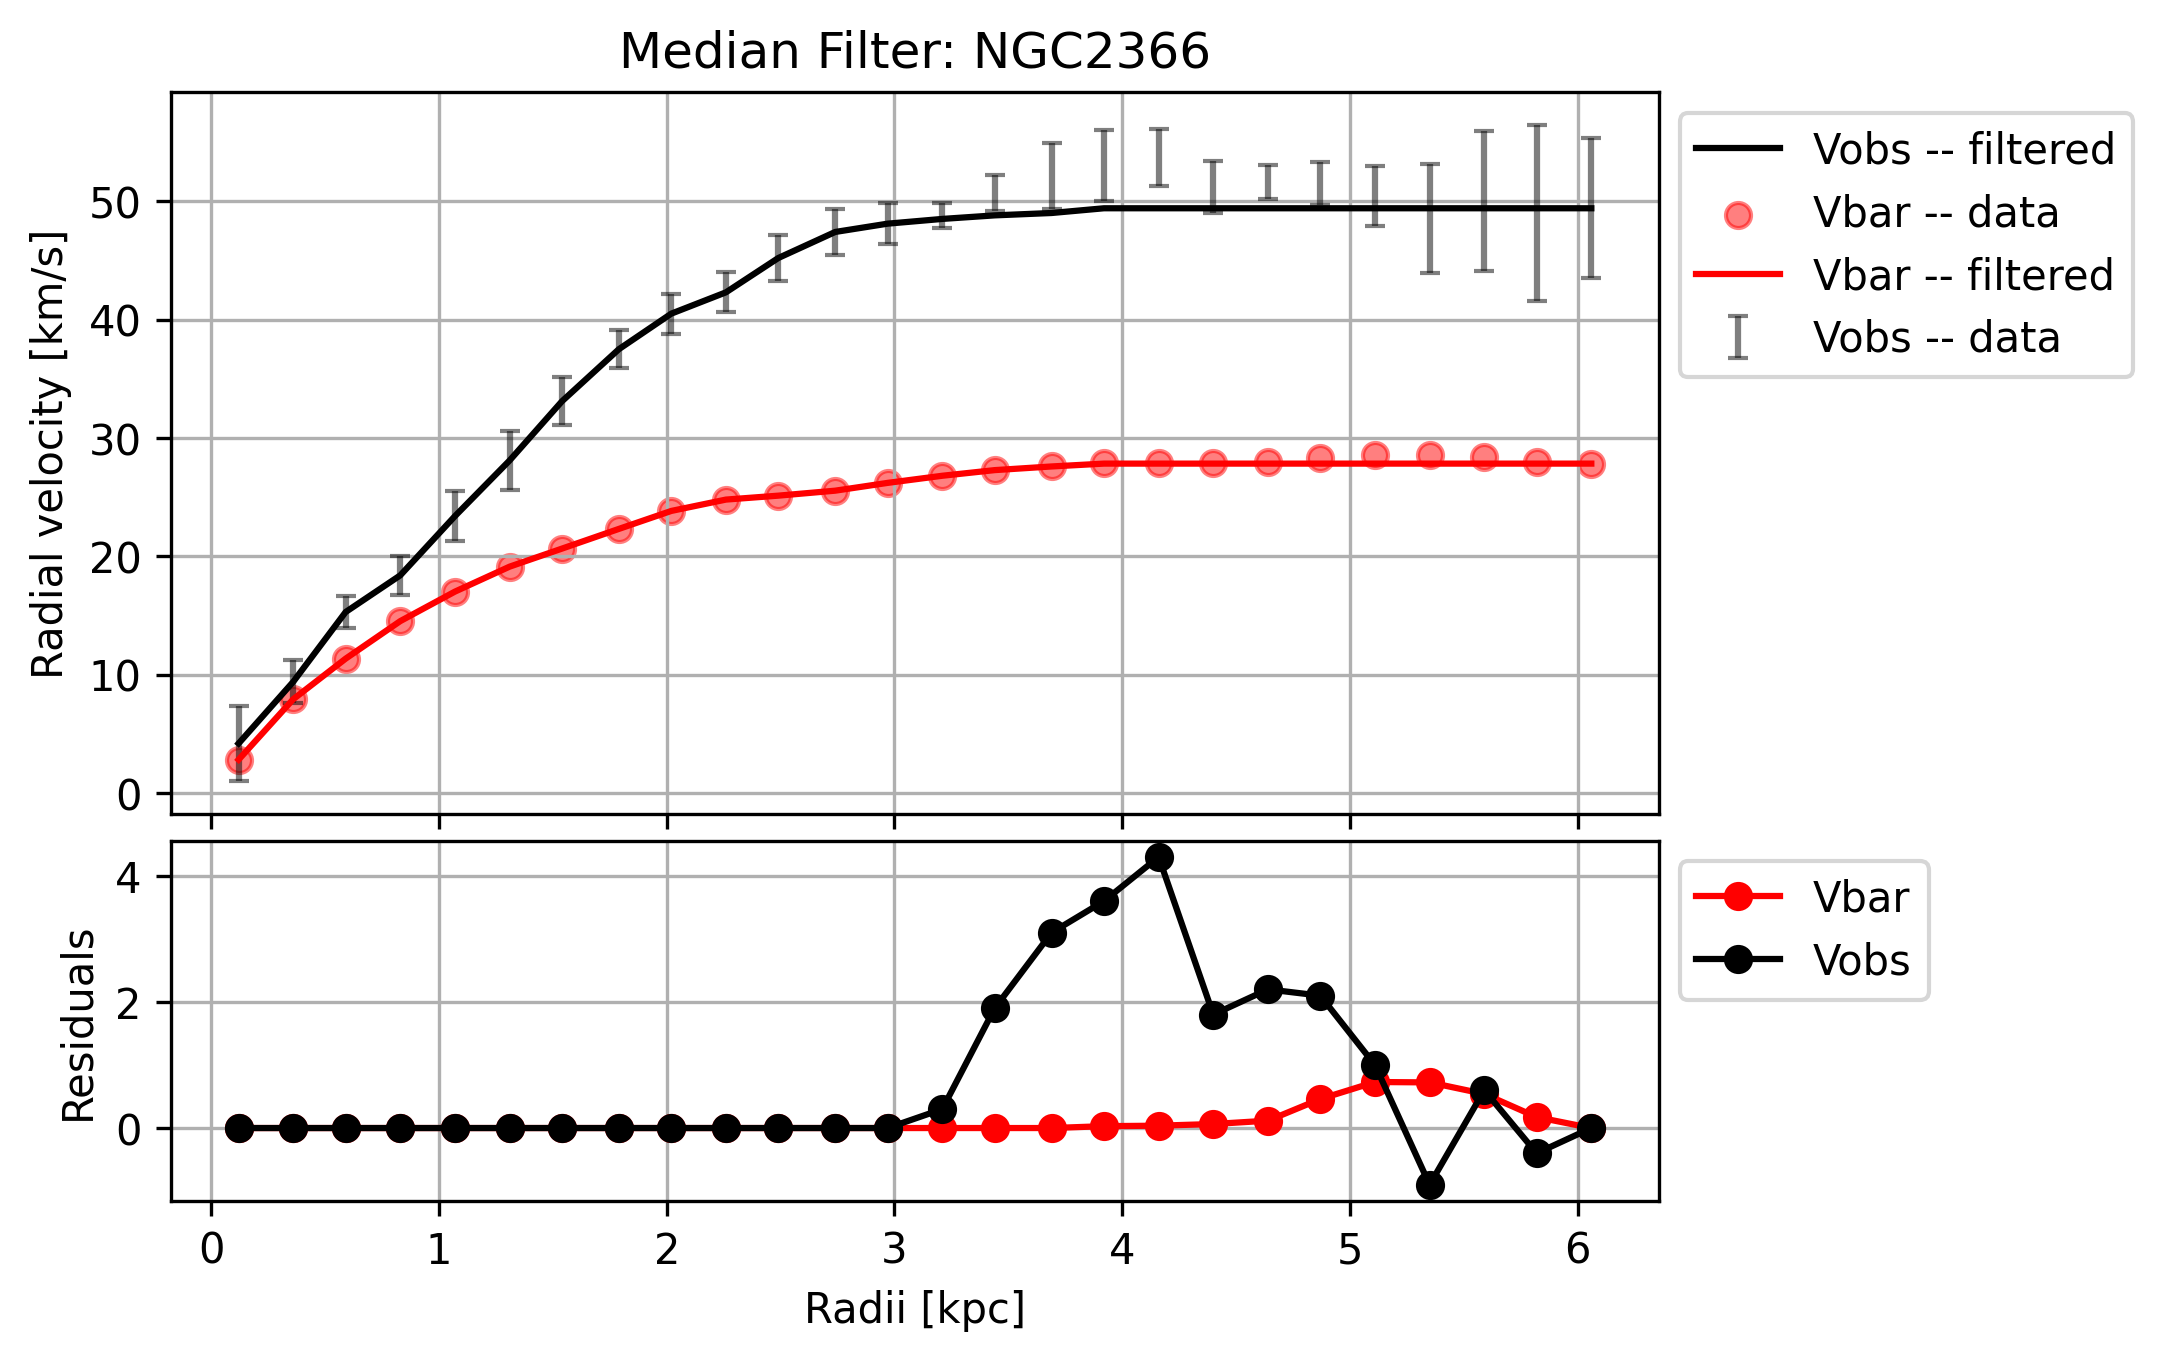 Median Filter: NGC2366
Radial velocity [km/s]
50
40
30
20
10
0
Vobs -- filtered
Vbar -- data
Vbar -- filtered
Vobs -- data
Residuals
4
2
0
Vbar
Vobs
0 1 2 3 4 5 6
Radii [kpc]